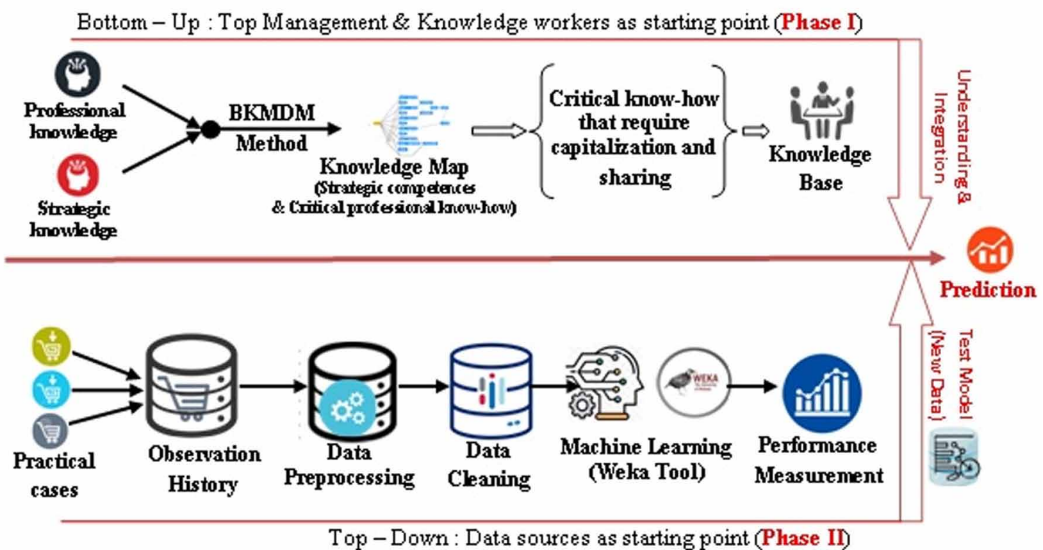 Bottom – Up : Top Management & Knowledge workers as starting point (Phase I)
Professional
knowledge
Strategic
knowledge
BKMDM
Method
Knowledge Map
(Strategic competences
& Critical professional know-how)
Critical know-how
that require
capitalization and
sharing
Knowledge
Base
Understanding &
Integration
Prediction
Practical
cases
Observation
History
Data
Preprocessing
Data
Cleaning
WEKA
Machine Learning
(Weka Tool)
Performance
Measurement
Test Model
(New Data)
Top – Down : Data sources as starting point (Phase II)